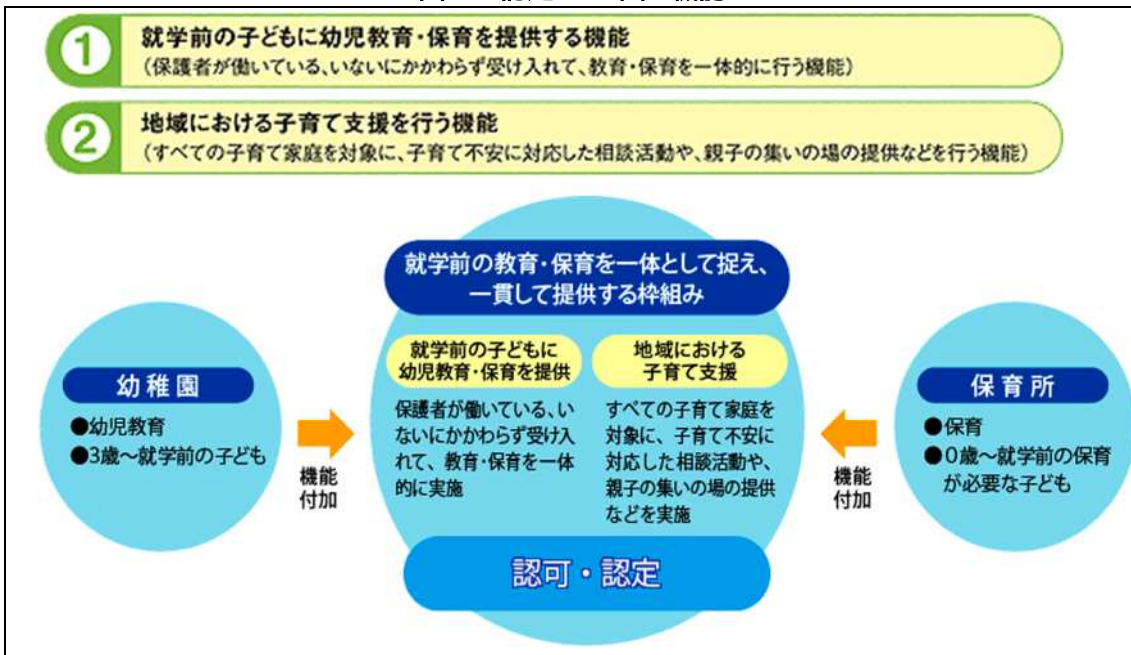 1
就学前の子どもに幼児教育・保育を提供する機能
（保護者が働いている、いないにかかわらず受け入れて、教育・保育を一体的に行う機能）
2
地域における子育て支援を行う機能
（すべての子育て家庭を対象に、子育て不安に対応した相談活動や、親子の集いの場の提供などを行う機能）
就学前の教育・保育を一体として捉え、
一貫して提供する枠組み
幼稚園
●幼児教育
●3歳～就学前の子ども
機能
付加
就学前の子どもに
幼児教育・保育を提供
保護者が働いている、い
ないにかかわらず受け入
れて、教育・保育を一体
的に実施
地域における
子育て支援
すべての子育て家庭を
対象に、子育て不安に
対応した相談活動や、
親子の集いの場の提供
などを実施
機能
付加
保育所
●保育
●0歳～就学前の保育
が必要な子ども
認可・認定